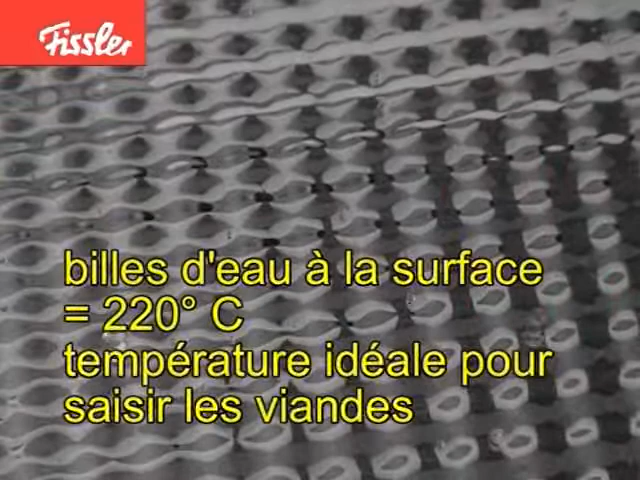 Fissler
billes d'eau à la surface
= 220° C
température idéale pour
saisir les viandes